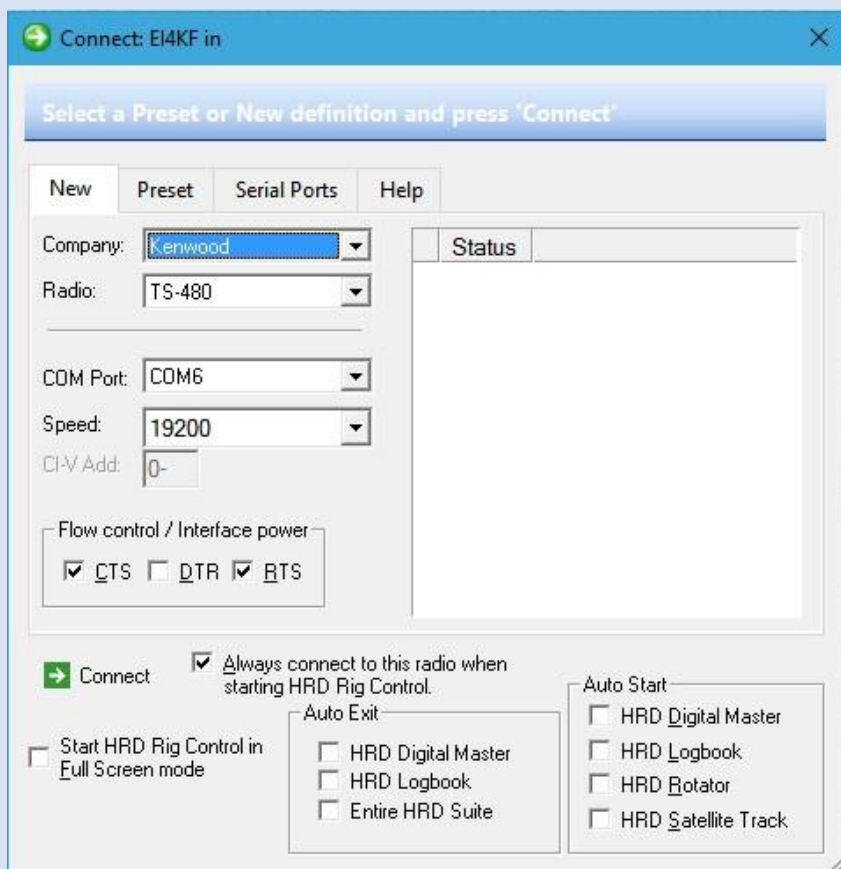 Connect: EI4KF in
Select a Preset or New definition and press 'Connect'
New Preset Serial Ports Help
Company: Kenwood
Radio: TS-480
COM Port: COM6
Speed: 19200
CI-V Add: 0-
Flow control / Interface power
CTS DTR RTS
Status
Connect
Always connect to this radio when
starting HRD Rig Control.
Start HRD Rig Control in
Full Screen mode
Auto Exit
HRD Digital Master
HRD Logbook
Entire HRD Suite
Auto Start
HRD Digital Master
HRD Logbook
HRD Rotator
HRD Satellite Track